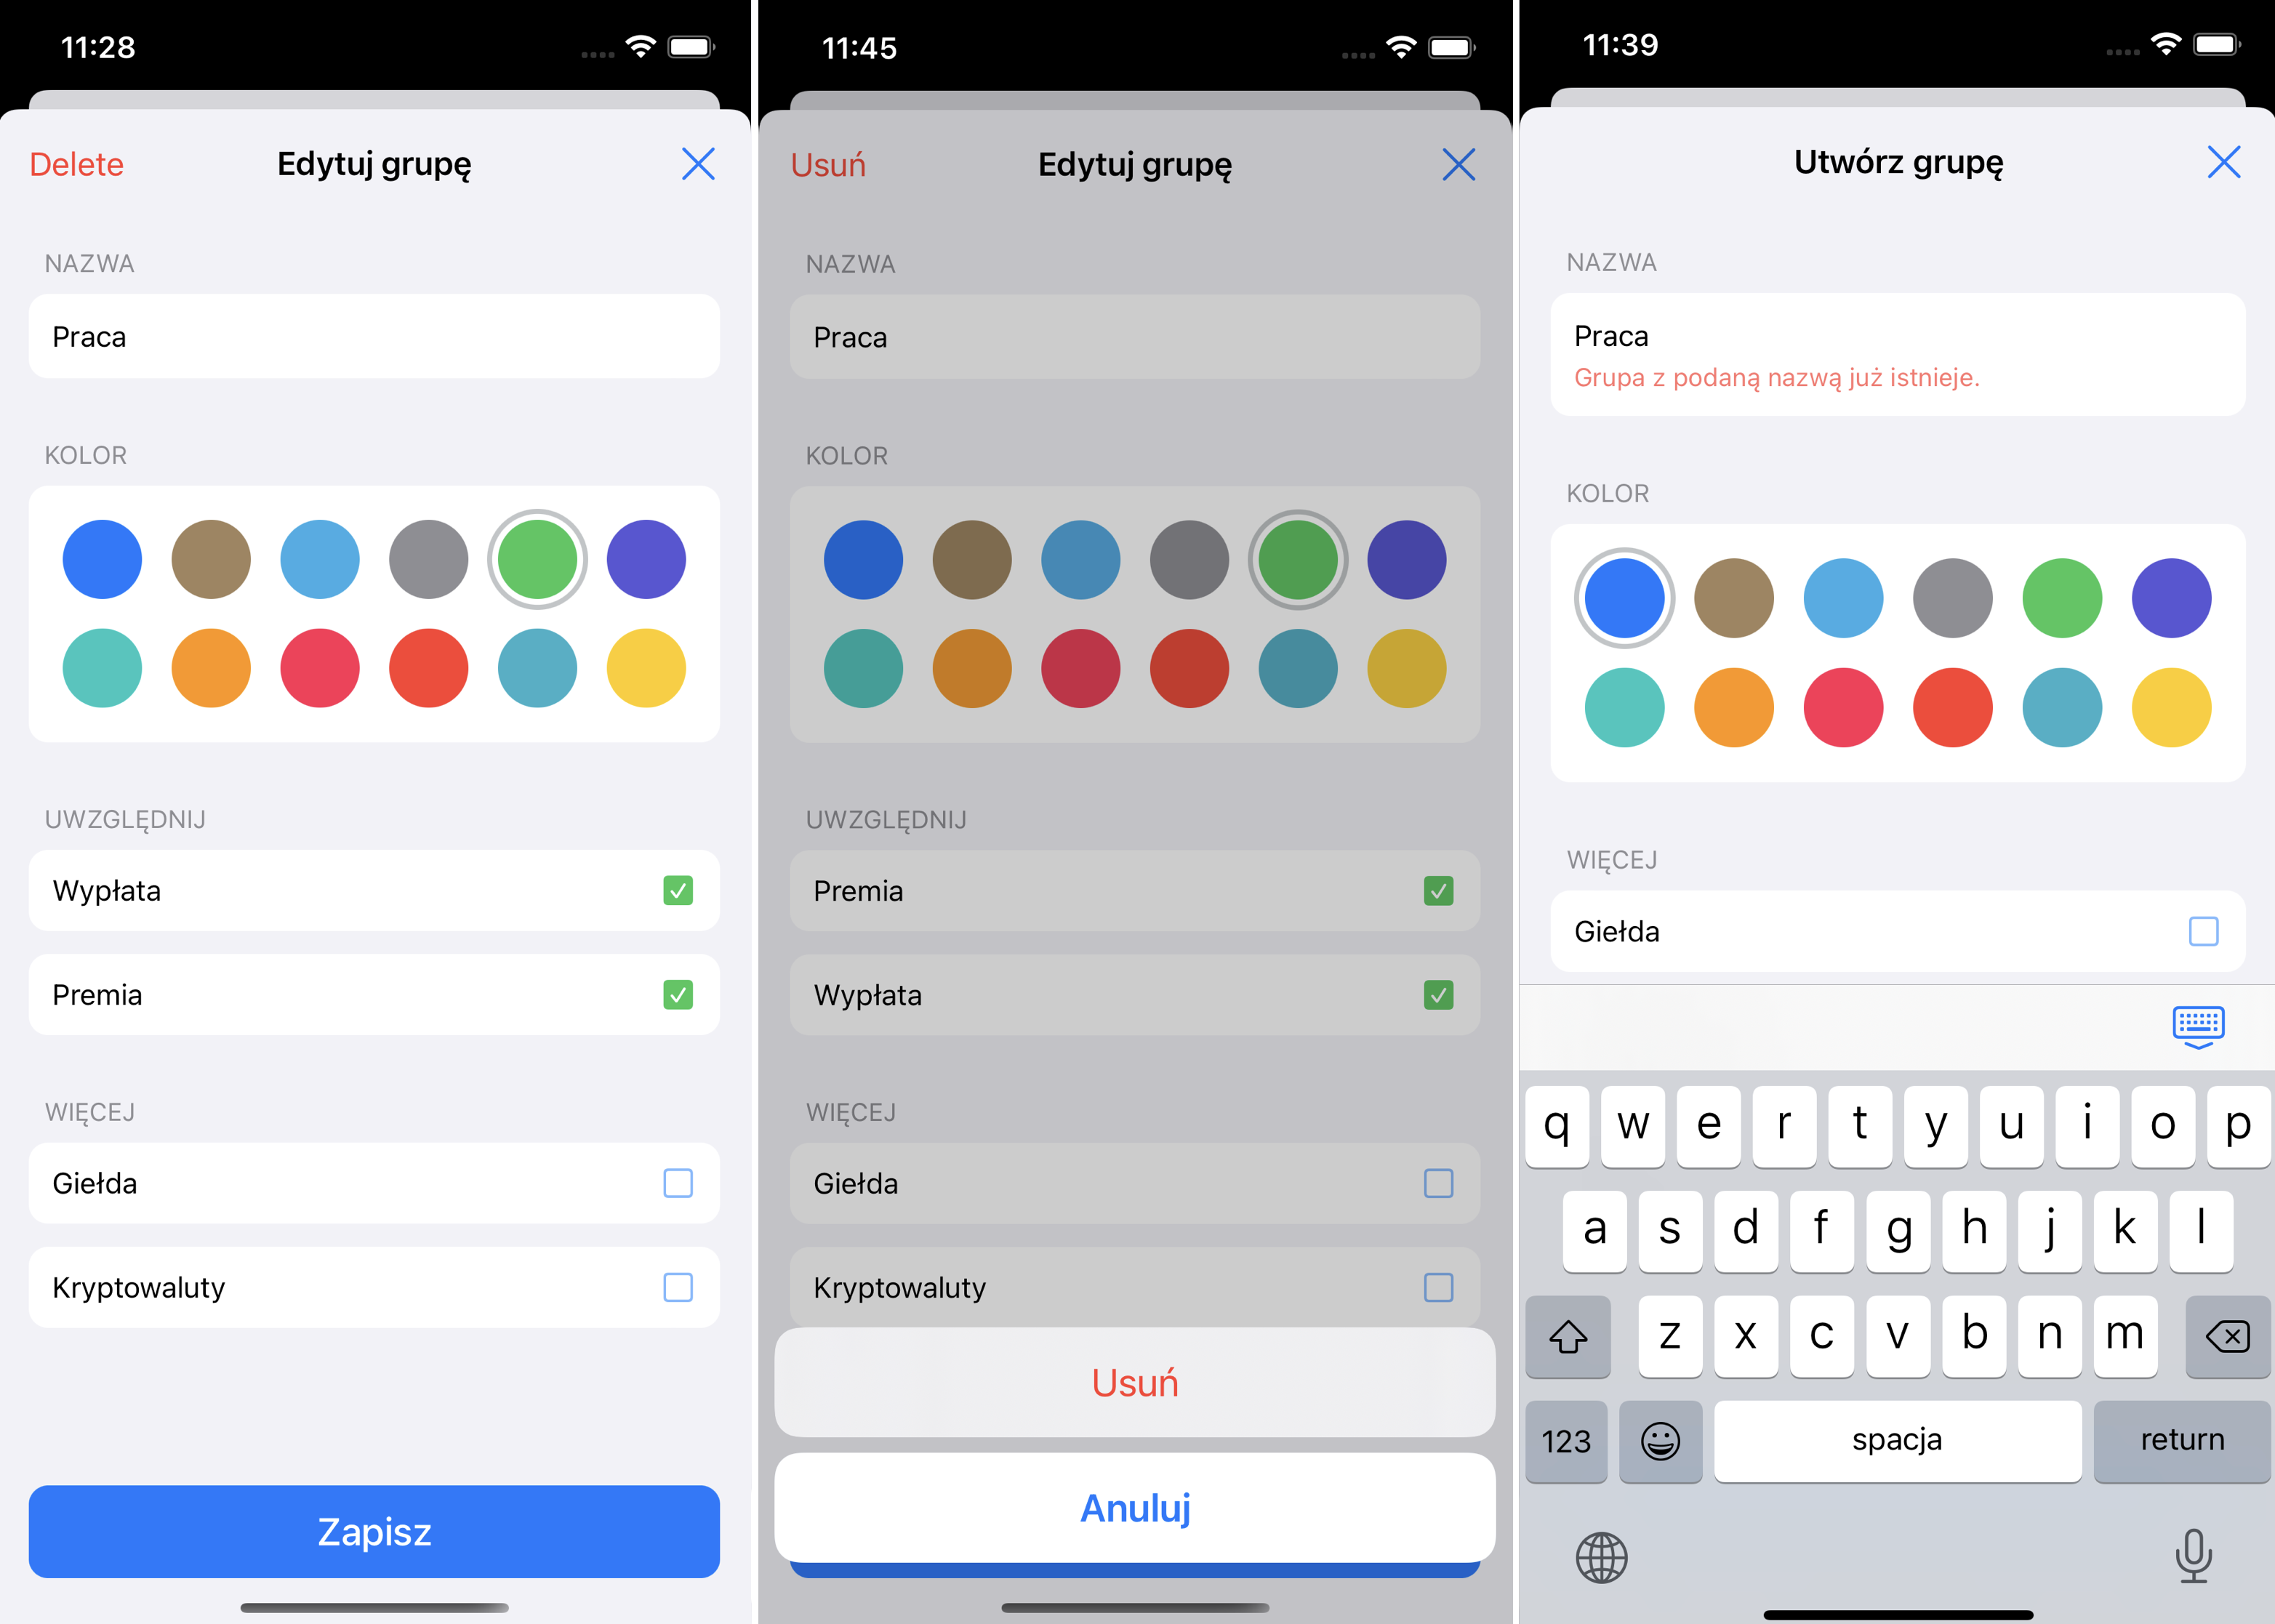 11:28
Delete
Edytuj grupę
NAZWA
Praca
KOLOR
UWZGLĘDNIJ
Wypłata
Premia
WIĘCEJ
Giełda
Kryptowaluty
Zapisz
11:45
Usuń
Edytuj grupę
NAZWA
Praca
KOLOR
UWZGLĘDNIJ
Premia
Wypłata
WIĘCEJ
Giełda
Kryptowaluty
Usuń
Anuluj
11:39
Utwórz grupę
NAZWA
Praca
Grupa z podaną nazwą już istnieje.
KOLOR
WIĘCEJ
Giełda
q w e r t y u i o p
a s d f g h j k l
z x c v b n m
123 spacja return